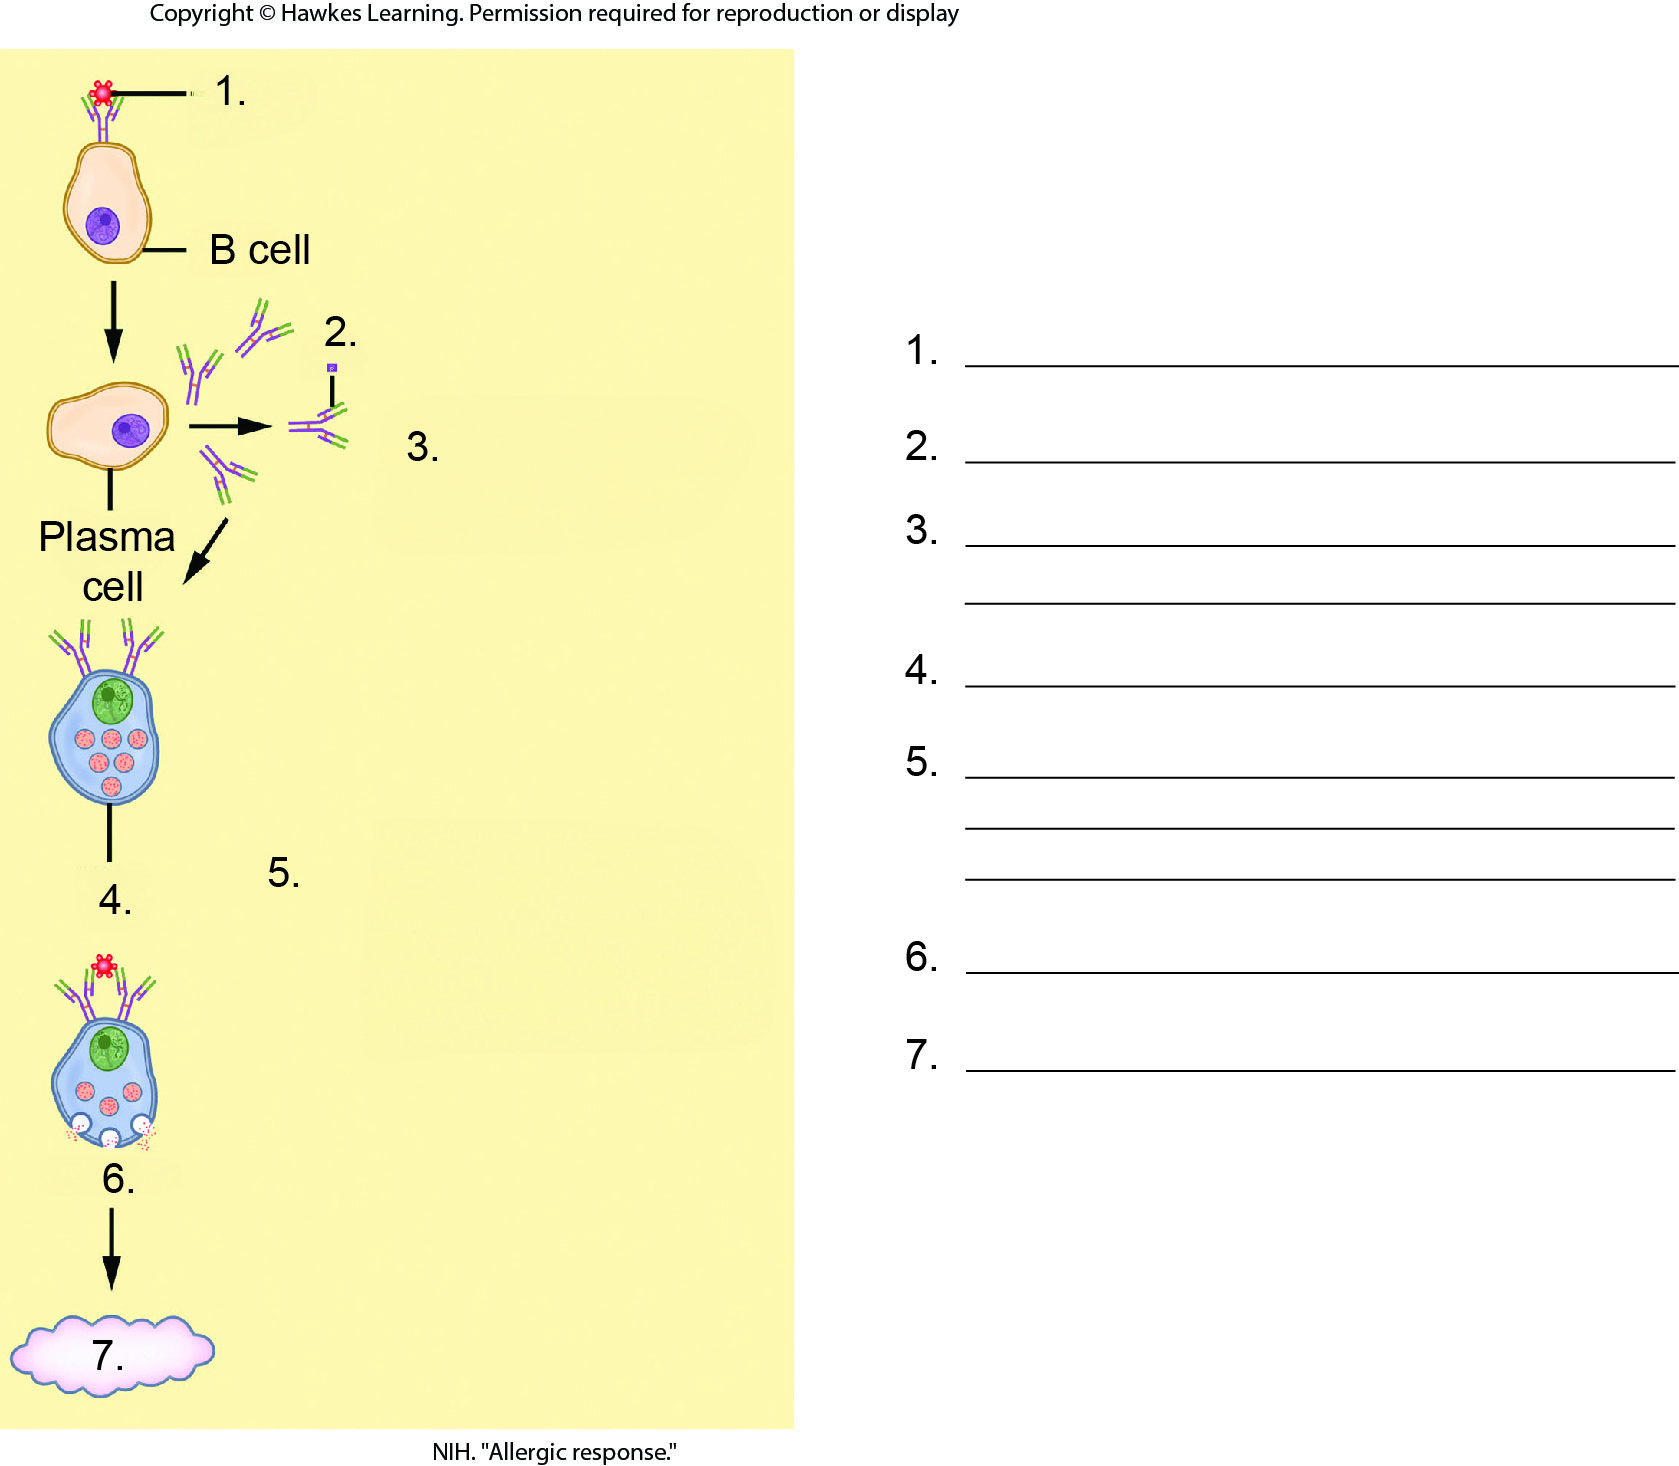 Copyright © Hawkes Learning. Permission required for reproduction or display
1.
B cell
2.
3.
Plasma
cell
4.
5.
6.
7.
1.
2.
3.
4.
5.
6.
7.
NIH. "Allergic response."